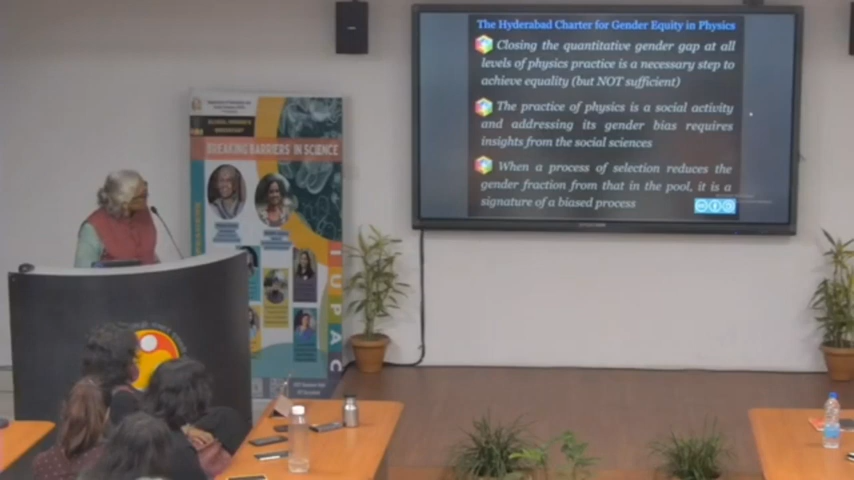 The Hyderabad Charter for Gender Equity in Physics
Closing the quantitative gender gap at all
levels of physics practice is a necessary step to
achieve equality (but NOT sufficient)
The practice of physics is a social activity
and addressing its gender bias requires
insights from the social sciences
When a process of selection reduces the
gender fraction from that in the pool, it is a
signature of a biased process
BREAKING BARRIERS IN SCIENCE
IUPAC